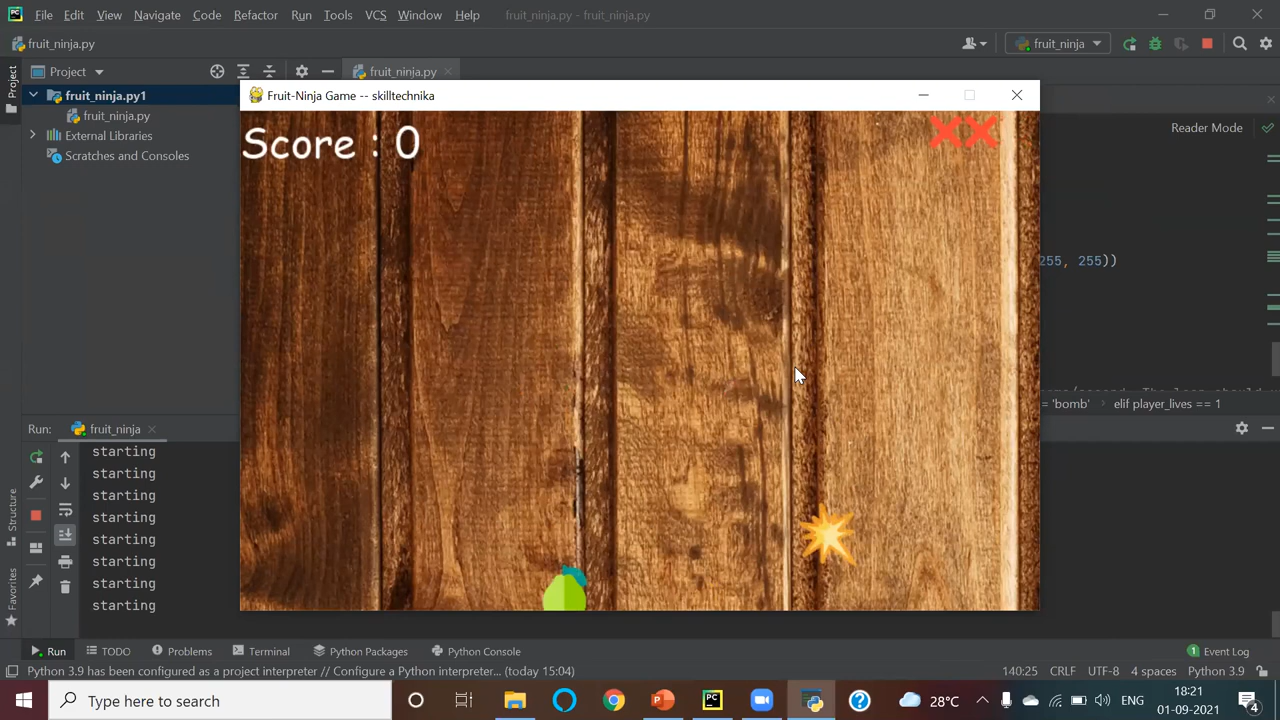 File Edit View Navigate Code Refactor Run Tools VCS Window Help fruit_ninja.py - fruit_ninja.py
fruit_ninja.py
fruit_ninja
Project
Project
fruit_ninja.py
fruit_ninja.py1
fruit_ninja.py
External Libraries
Scratches and Consoles
Fruit-Ninja Game -- skilltechnika
Score : 0
Reader Mode
255, 255))
= 'bomb' › elif player_lives == 1
Run: fruit_ninja
starting
starting
starting
starting
starting
starting
starting
starting
Structure
Favorites
Run TODO Problems Terminal Python Packages Python Console
1 Event Log
Python 3.9 has been configured as a project interpreter // Configure a Python interpreter... (today 15:04)
140:25 CRLF UTF-8 4 spaces Python 3.9
Type here to search
28°C
ENG
18:21
01-09-2021
4